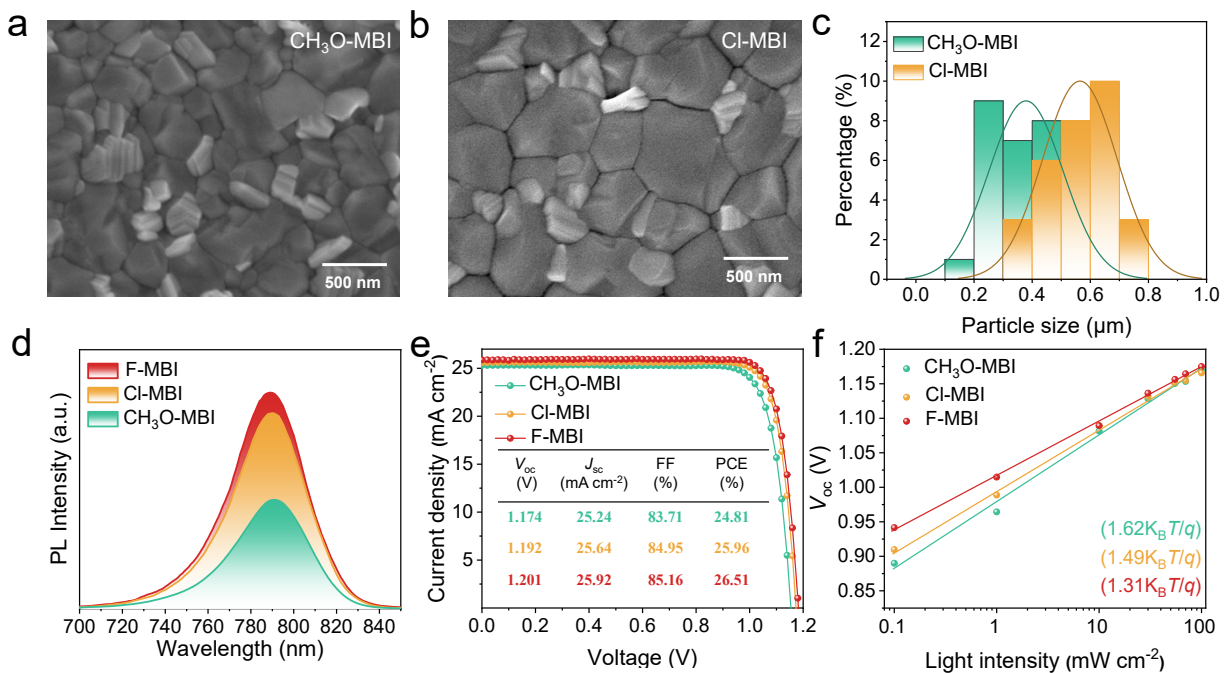 a
CH₃O-MBI
500 nm
b
Cl-MBI
500 nm
c
CH₃O-MBI
Cl-MBI
Percentage (%)
12
10
8
6
4
2
0
0.0 0.2 0.4 0.6 0.8 1.0
Particle size (μm)
d
F-MBI
Cl-MBI
CH₃O-MBI
PL Intensity (a.u.)
700 720 740 760 780 800 820 840
Wavelength (nm)
e
Current density (mA cm⁻²)
25
20
15
10
5
CH₃O-MBI
Cl-MBI
F-MBI
Voc Jsc FF PCE
(V) (mA cm⁻²) (%) (%)
1.174 25.24 83.71 24.81
1.192 25.64 84.95 25.96
1.201 25.92 85.16 26.51
0.0 0.2 0.4 0.6 0.8 1.0 1.2
Voltage (V)
f
Voc (V)
1.20
1.15
1.10
1.05
1.00
0.95
0.90
0.85
CH₃O-MBI
Cl-MBI
F-MBI
(1.62K_BT/q)
(1.49K_BT/q)
(1.31K_BT/q)
0.1 1 10 100
Light intensity (mW cm⁻²)